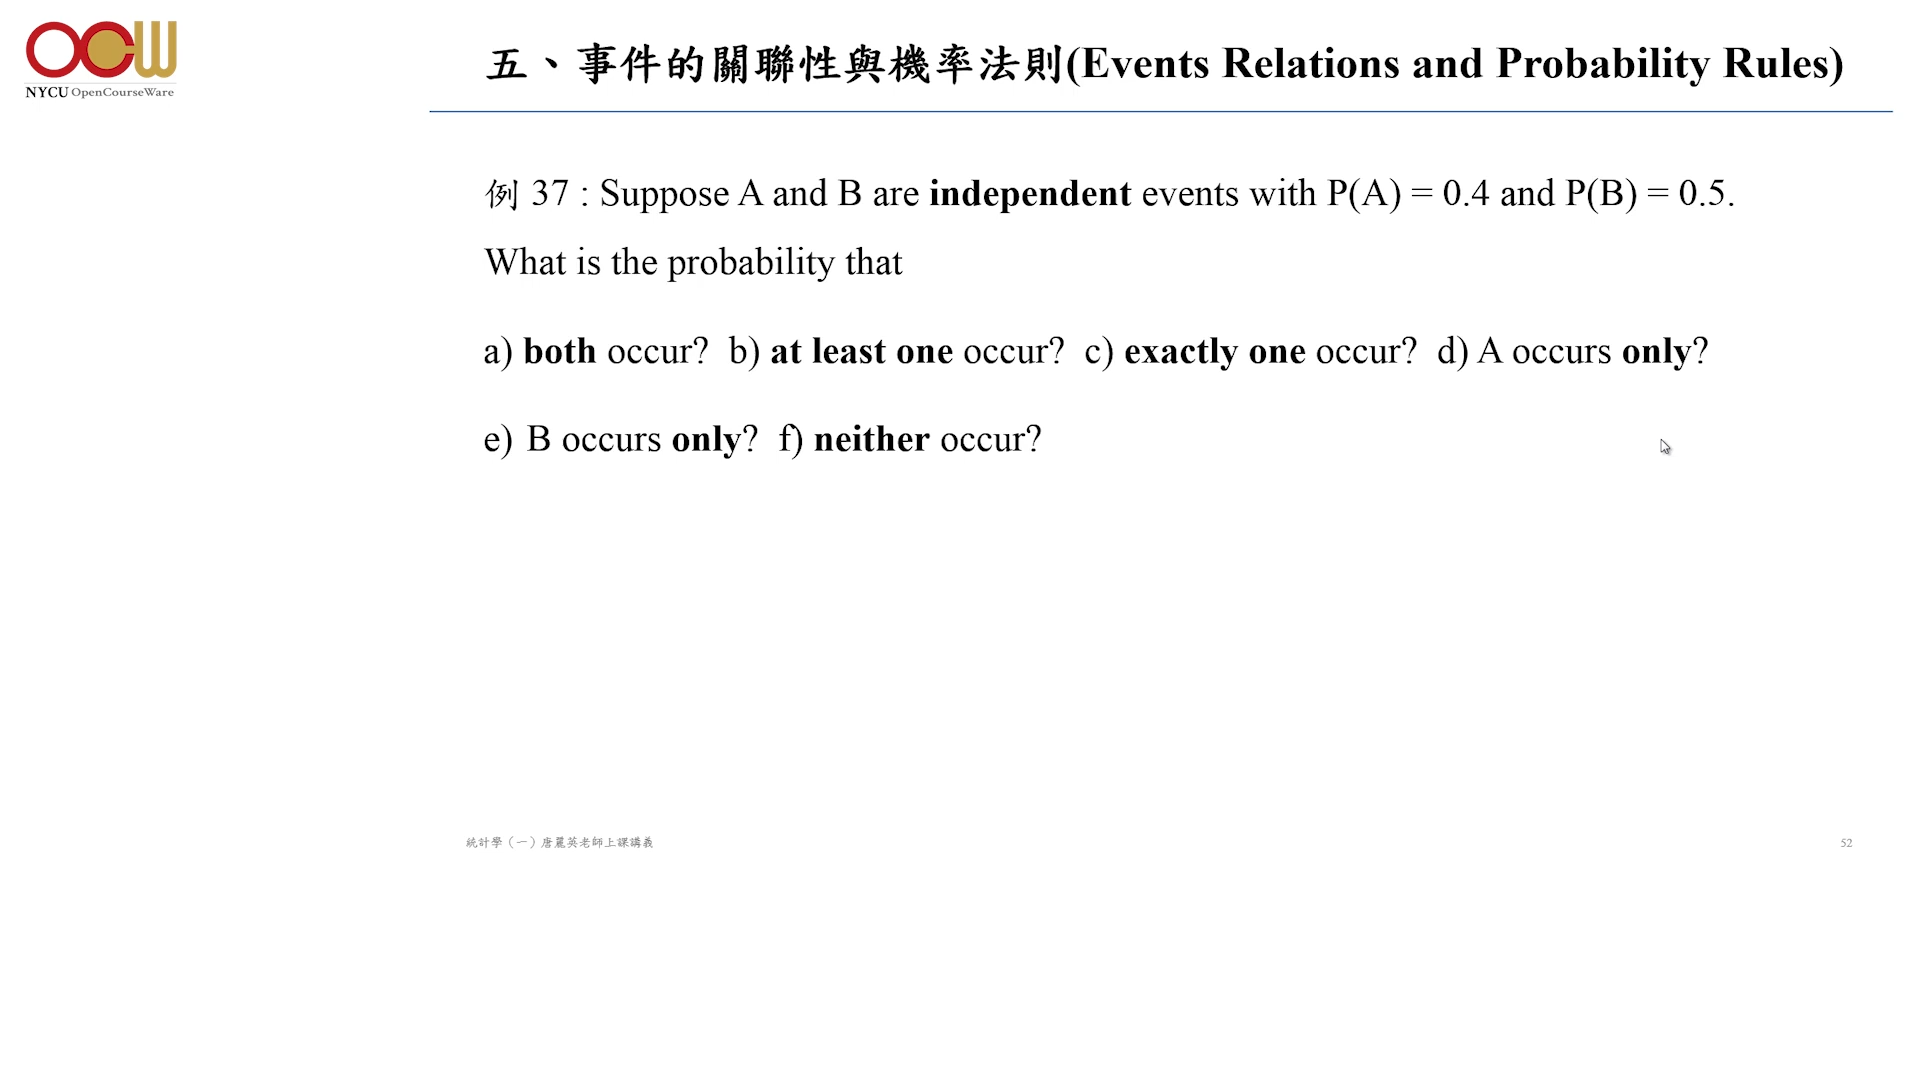 OCW
NYCU OpenCourseWare
五、事件的關聯性與機率法則(Events Relations and Probability Rules)
例 37 : Suppose A and B are independent events with P(A) = 0.4 and P(B) = 0.5.
What is the probability that
a) both occur? b) at least one occur? c) exactly one occur? d) A occurs only?
e) B occurs only? f) neither occur?
統計學（一）唐麗英老師上課講義
52